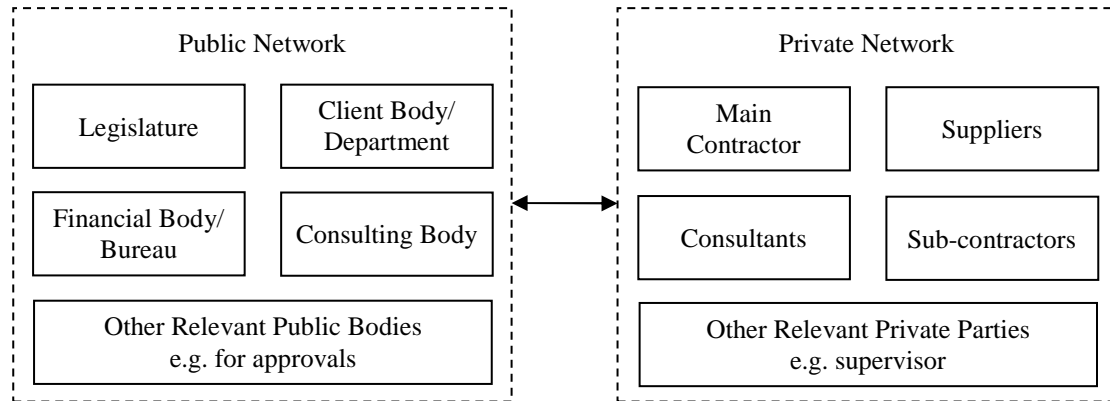 Public Network
Legislature
Client Body/
Department
Financial Body/
Bureau
Consulting Body
Other Relevant Public Bodies
e.g. for approvals
Private Network
Main
Contractor
Suppliers
Consultants
Sub-contractors
Other Relevant Private Parties
e.g. supervisor